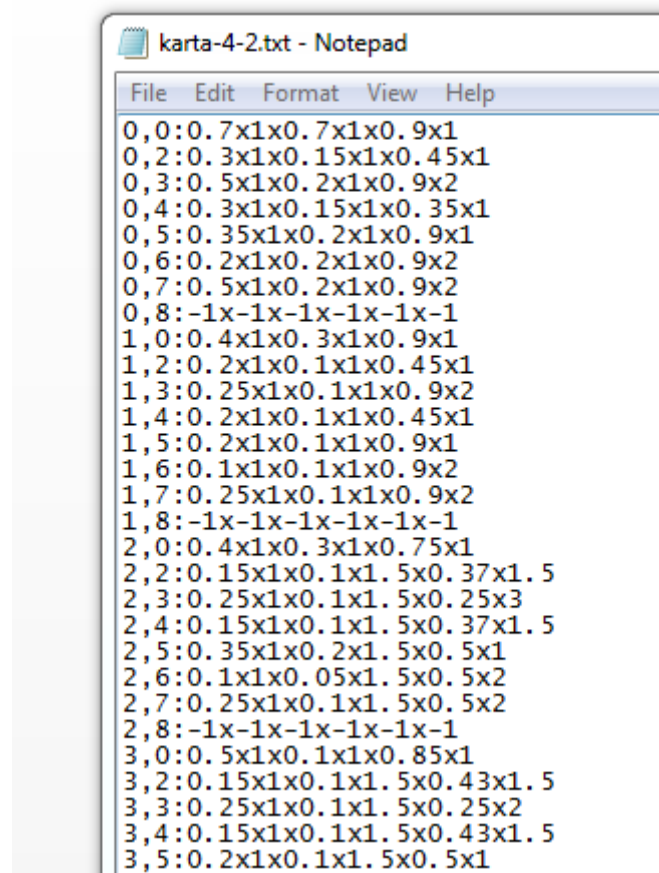 karta-4-2.txt - Notepad
File Edit Format View Help
0,0:0.7x1x0.7x1x0.9x1
0,2:0.3x1x0.15x1x0.45x1
0,3:0.5x1x0.2x1x0.9x2
0,4:0.3x1x0.15x1x0.35x1
0,5:0.35x1x0.2x1x0.9x1
0,6:0.2x1x0.2x1x0.9x2
0,7:0.5x1x0.2x1x0.9x2
0,8:-1x-1x-1x-1x-1x-1
1,0:0.4x1x0.3x1x0.9x1
1,2:0.2x1x0.1x1x0.45x1
1,3:0.25x1x0.1x1x0.9x2
1,4:0.2x1x0.1x1x0.45x1
1,5:0.2x1x0.1x1x0.9x1
1,6:0.1x1x0.1x1x0.9x2
1,7:0.25x1x0.1x1x0.9x2
1,8:-1x-1x-1x-1x-1x-1
2,0:0.4x1x0.3x1x0.75x1
2,2:0.15x1x0.1x1.5x0.37x1.5
2,3:0.25x1x0.1x1.5x0.25x3
2,4:0.15x1x0.1x1.5x0.37x1.5
2,5:0.35x1x0.2x1.5x0.5x1
2,6:0.1x1x0.05x1.5x0.5x2
2,7:0.25x1x0.1x1.5x0.5x2
2,8:-1x-1x-1x-1x-1x-1
3,0:0.5x1x0.1x1x0.85x1
3,2:0.15x1x0.1x1.5x0.43x1.5
3,3:0.25x1x0.1x1.5x0.25x2
3,4:0.15x1x0.1x1.5x0.43x1.5
3,5:0.2x1x0.1x1.5x0.5x1